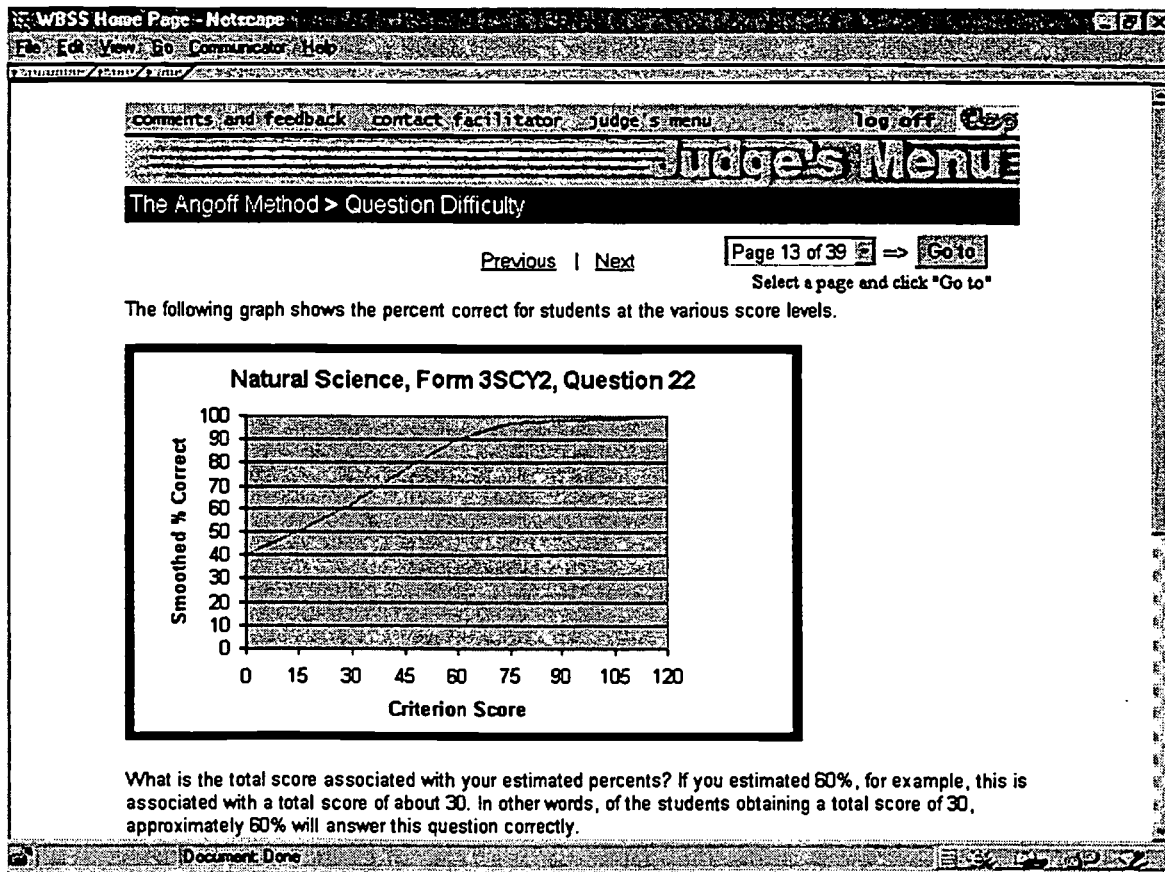 WBSS Home Page - Netscape
File Edit View Go Communicator Help
comments and feedback contact facilitator judge's menu log off
Judge's Menu
The Angoff Method > Question Difficulty
Previous | Next Page 13 of 39 => Go to
Select a page and click "Go to"
The following graph shows the percent correct for students at the various score levels.
Natural Science, Form 3SCY2, Question 22
Smoothed % Correct
100
90
80
70
60
50
40
30
20
10
0
0 15 30 45 60 75 90 105 120
Criterion Score
What is the total score associated with your estimated percents? If you estimated 60%, for example, this is
associated with a total score of about 30. In other words, of the students obtaining a total score of 30,
approximately 60% will answer this question correctly.
Document: Done